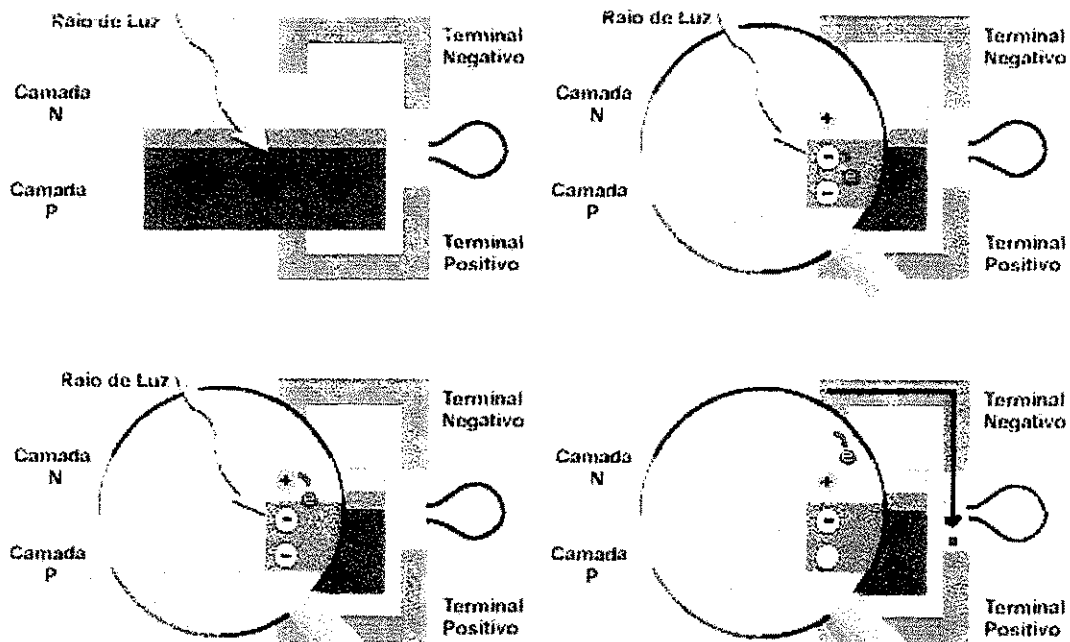 Raio de Luz
Terminal
Negativo
Camada
N
Camada
P
Terminal
Positivo
Raio de Luz
Terminal
Negativo
Camada
N
Camada
P
Terminal
Positivo
Raio de Luz
Terminal
Negativo
Camada
N
Camada
P
Terminal
Positivo
Terminal
Negativo
Camada
N
Camada
P
Terminal
Positivo